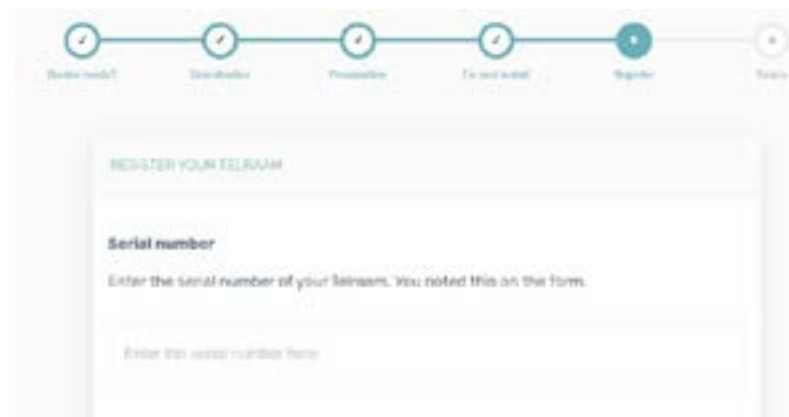 Register
REGISTER YOUR TELRAAM
Serial number
Enter the serial number of your Telraam. You noted this on the form.
Enter the serial number here